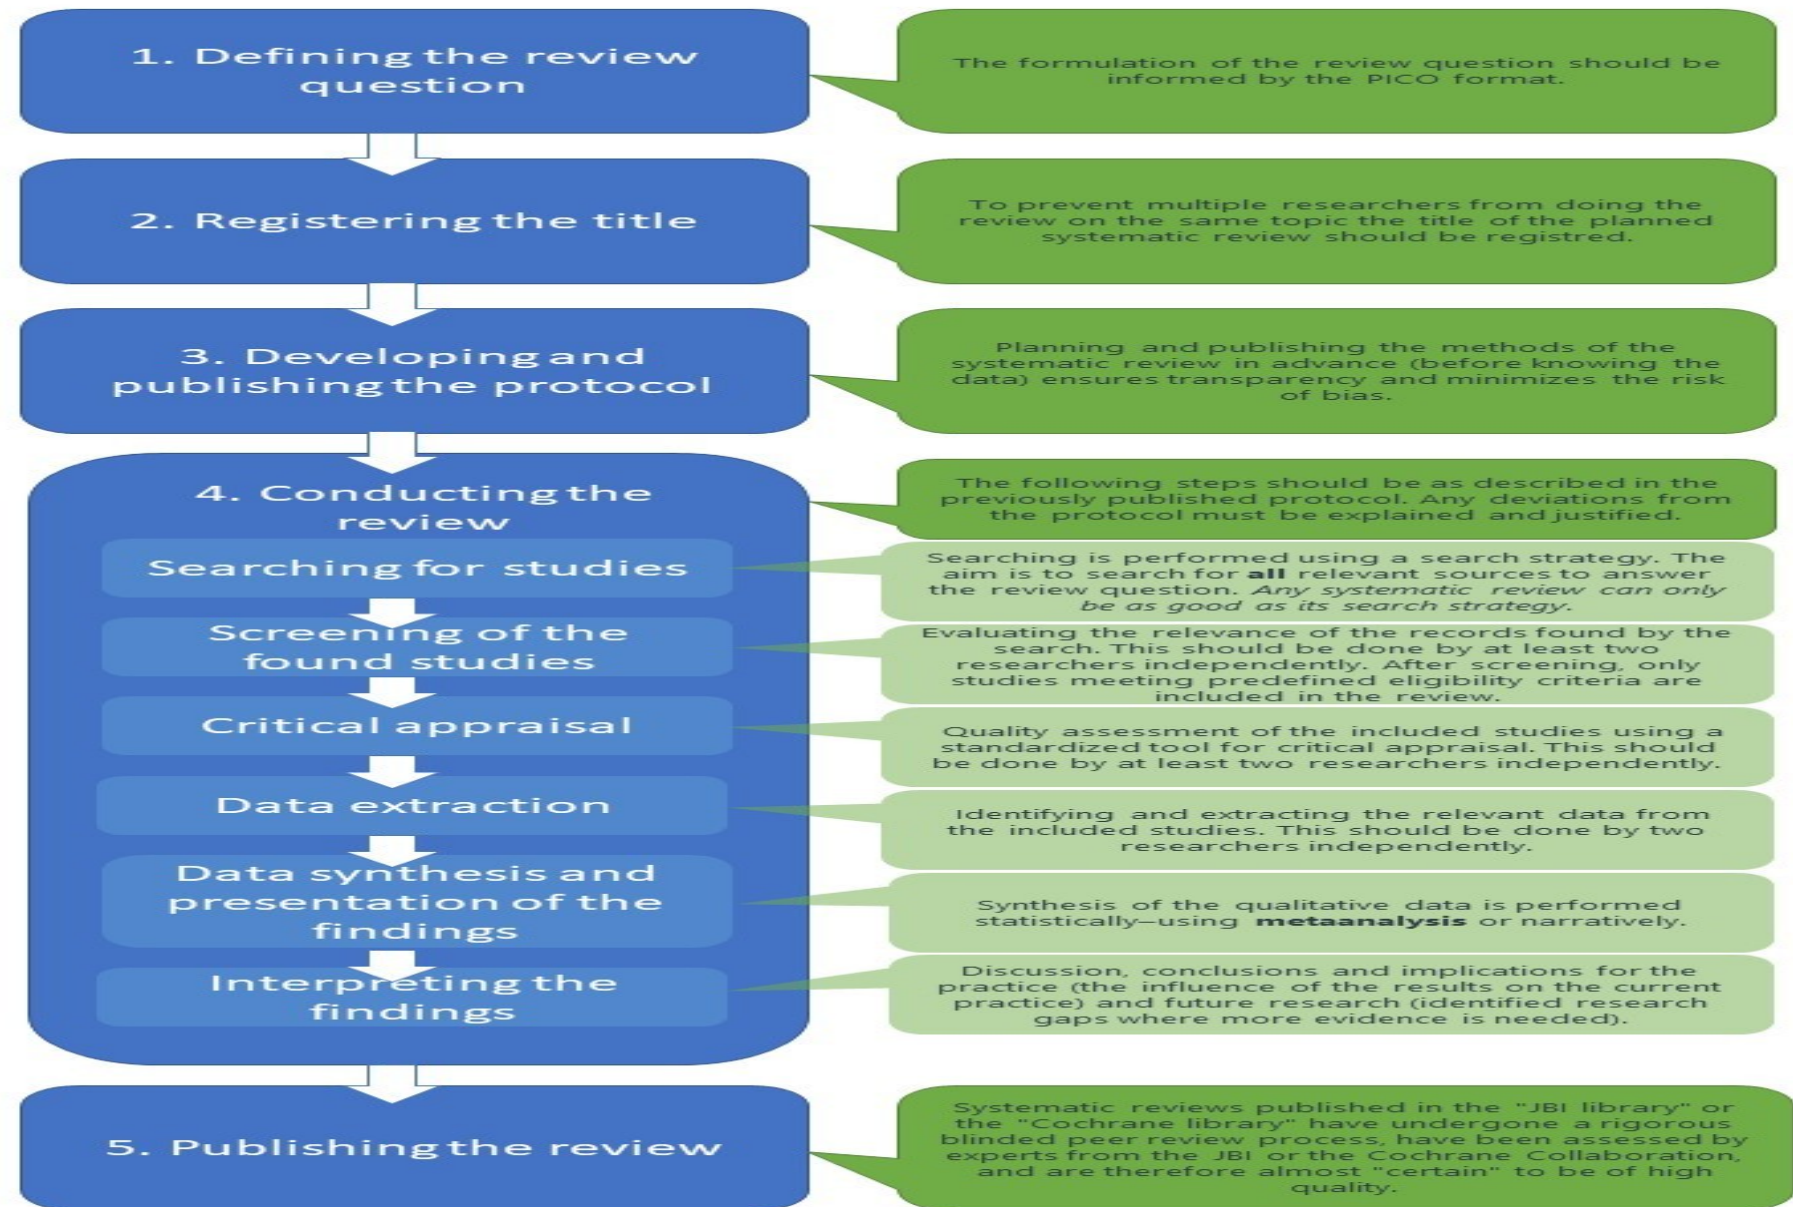 1. Defining the review
question
The formulation of the review question should be
informed by the PICO format.
2. Registering the title
To prevent multiple researchers from doing the
review on the same topic the title of the planned
systematic review should be registred.
3. Developing and
publishing the protocol
Planning and publishing the methods of the
systematic review in advance (before knowing the
data) ensures transparency and minimizes the risk
of bias.
4. Conducting the
review
The following steps should be as described in the
previously published protocol. Any deviations from
the protocol must be explained and justified.
Searching for studies
Searching is performed using a search strategy. The
aim is to search for all relevant sources to answer
the review question. Any systematic review can only
be as good as its search strategy.
Screening of the
found studies
Evaluating the relevance of the records found by the
search. This should be done by at least two
researchers independently. After screening, only
studies meeting predefined eligibility criteria are
included in the review.
Critical appraisal
Quality assessment of the included studies using a
standardized tool for critical appraisal. This should
be done by at least two researchers independently.
Data extraction
Identifying and extracting the relevant data from
the included studies. This should be done by two
researchers independently.
Data synthesis and
presentation of the
findings
Synthesis of the qualitative data is performed
statistically–using metaanalysis or narratively.
Interpreting the
findings
Discussion, conclusions and implications for the
practice (the influence of the results on the current
practice) and future research (identified research
gaps where more evidence is needed).
5. Publishing the review
Systematic reviews published in the "JBI library" or
the "Cochrane library" have undergone a rigorous
blinded peer review process, have been assessed by
experts from the JBI or the Cochrane Collaboration,
and are therefore almost "certain" to be of high
quality.